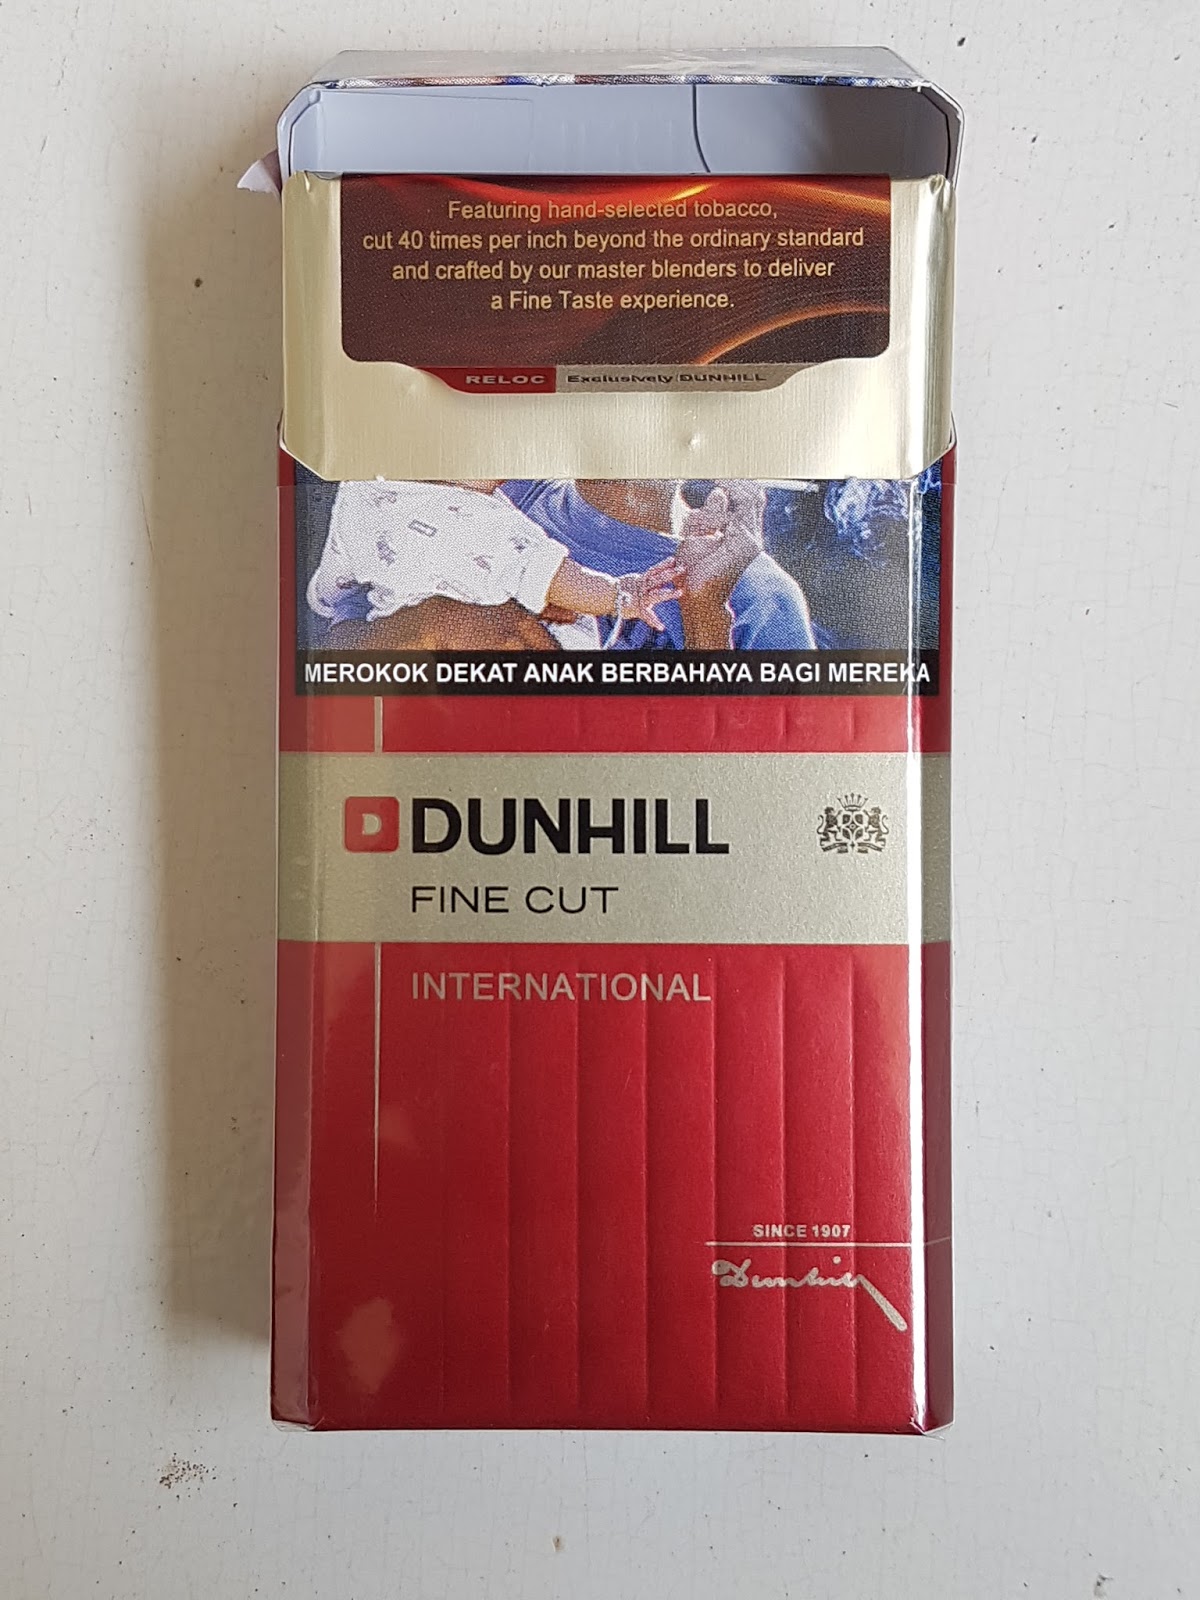 Featuring hand-selected tobacco,
cut 40 times per inch beyond the ordinary standard
and crafted by our master blenders to deliver
a Fine Taste experience.
RELOC Exclusively DUNHILL
MEROKOK DEKAT ANAK BERBAHAYA BAGI MEREKA
D DUNHILL
FINE CUT
INTERNATIONAL
SINCE 1907
Dunhill